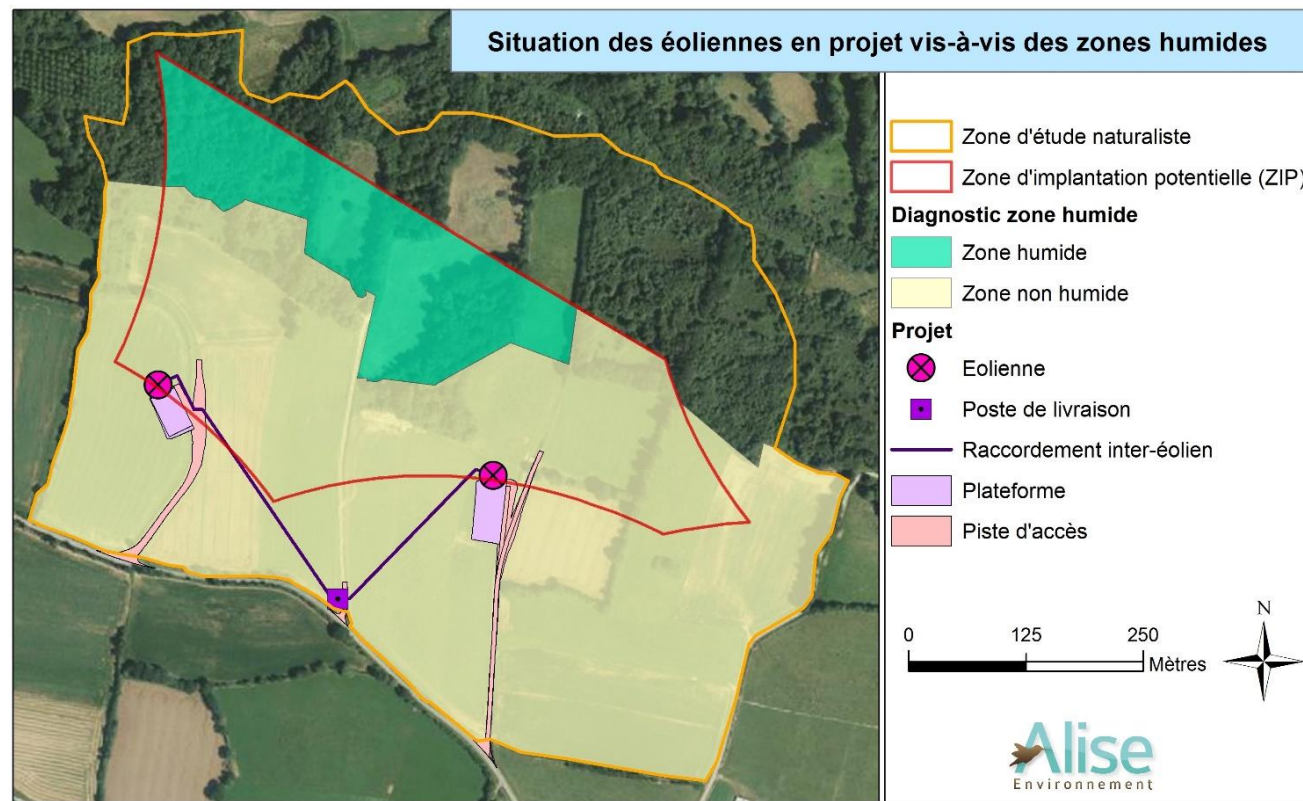 Situation des éoliennes en projet vis-à-vis des zones humides
Zone d'étude naturaliste
Zone d'implantation potentielle (ZIP)
Diagnostic zone humide
Zone humide
Zone non humide
Projet
Eolienne
Poste de livraison
Raccordement inter-éolien
Plateforme
Piste d'accès
N
0 125 250
Mètres
Alise
Environnement